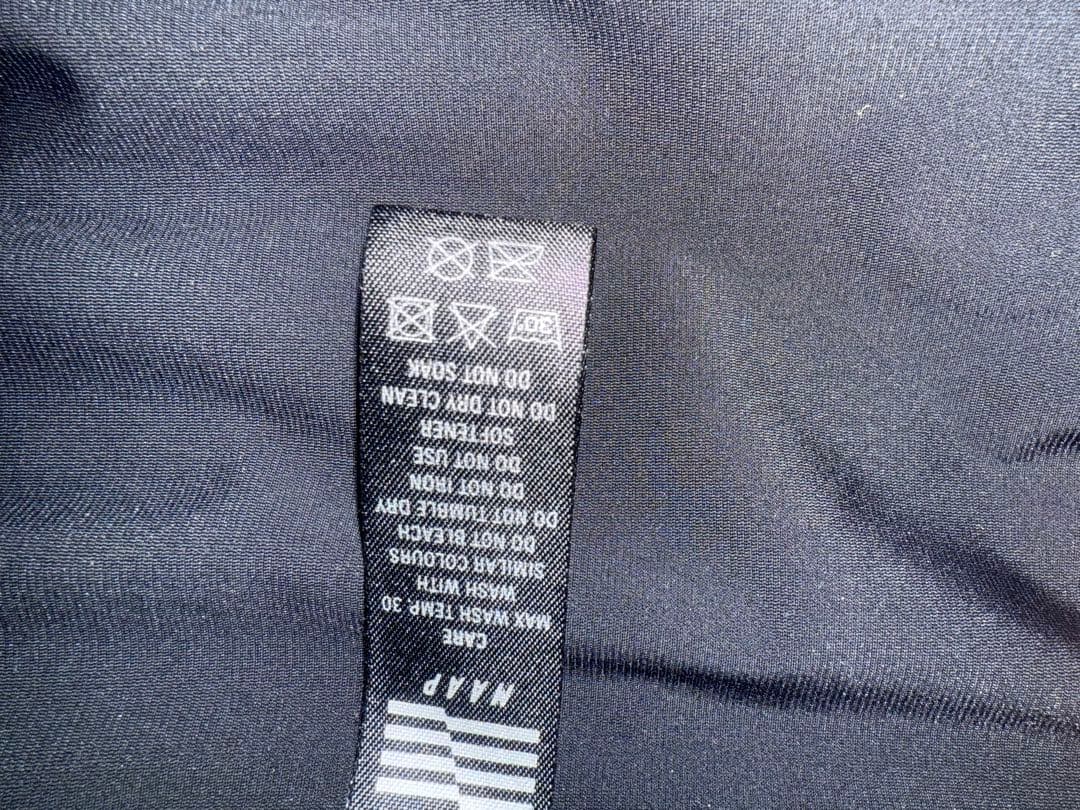 MAAP
CARE
MAX WASH TEMP. 30
WASH WITH
SIMILAR COLOURS
DO NOT BLEACH
DO NOT TUMBLE DRY
DO NOT IRON
DO NOT USE
SOFTENER
DO NOT DRY CLEAN
DO NOT SOAK
30°